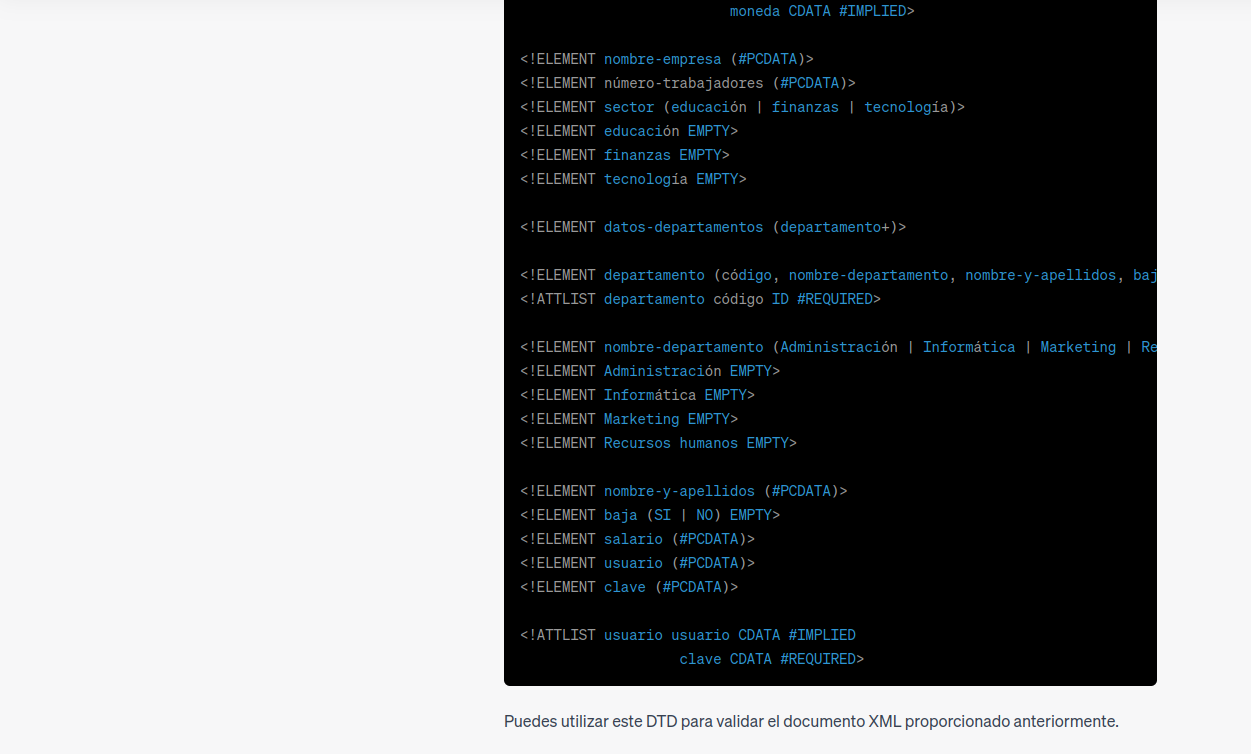 moneda CDATA #IMPLIED>
<!ELEMENT nombre-empresa (#PCDATA)>
<!ELEMENT número-trabajadores (#PCDATA)>
<!ELEMENT sector (educación | finanzas | tecnología)>
<!ELEMENT educación EMPTY>
<!ELEMENT finanzas EMPTY>
<!ELEMENT tecnología EMPTY>
<!ELEMENT datos-departamentos (departamento+)>
<!ELEMENT departamento (código, nombre-departamento, nombre-y-apellidos, baj
<!ATTLIST departamento código ID #REQUIRED>
<!ELEMENT nombre-departamento (Administración | Informática | Marketing | Re
<!ELEMENT Administración EMPTY>
<!ELEMENT Informática EMPTY>
<!ELEMENT Marketing EMPTY>
<!ELEMENT Recursos humanos EMPTY>
<!ELEMENT nombre-y-apellidos (#PCDATA)>
<!ELEMENT baja (SI | NO) EMPTY>
<!ELEMENT salario (#PCDATA)>
<!ELEMENT usuario (#PCDATA)>
<!ELEMENT clave (#PCDATA)>
<!ATTLIST usuario usuario CDATA #IMPLIED
clave CDATA #REQUIRED>
Puedes utilizar este DTD para validar el documento XML proporcionado anteriormente.